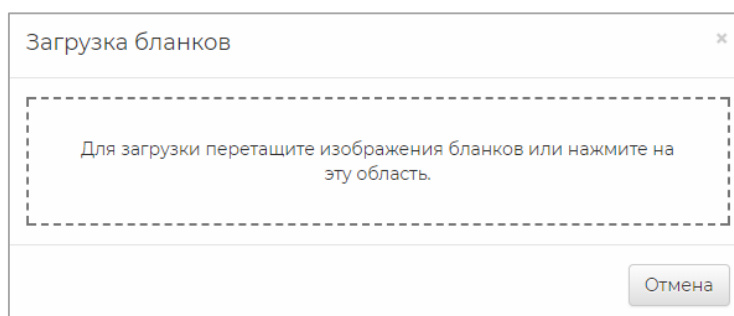 Загрузка бланков
×
Для загрузки перетащите изображения бланков или нажмите на
эту область.
Отмена